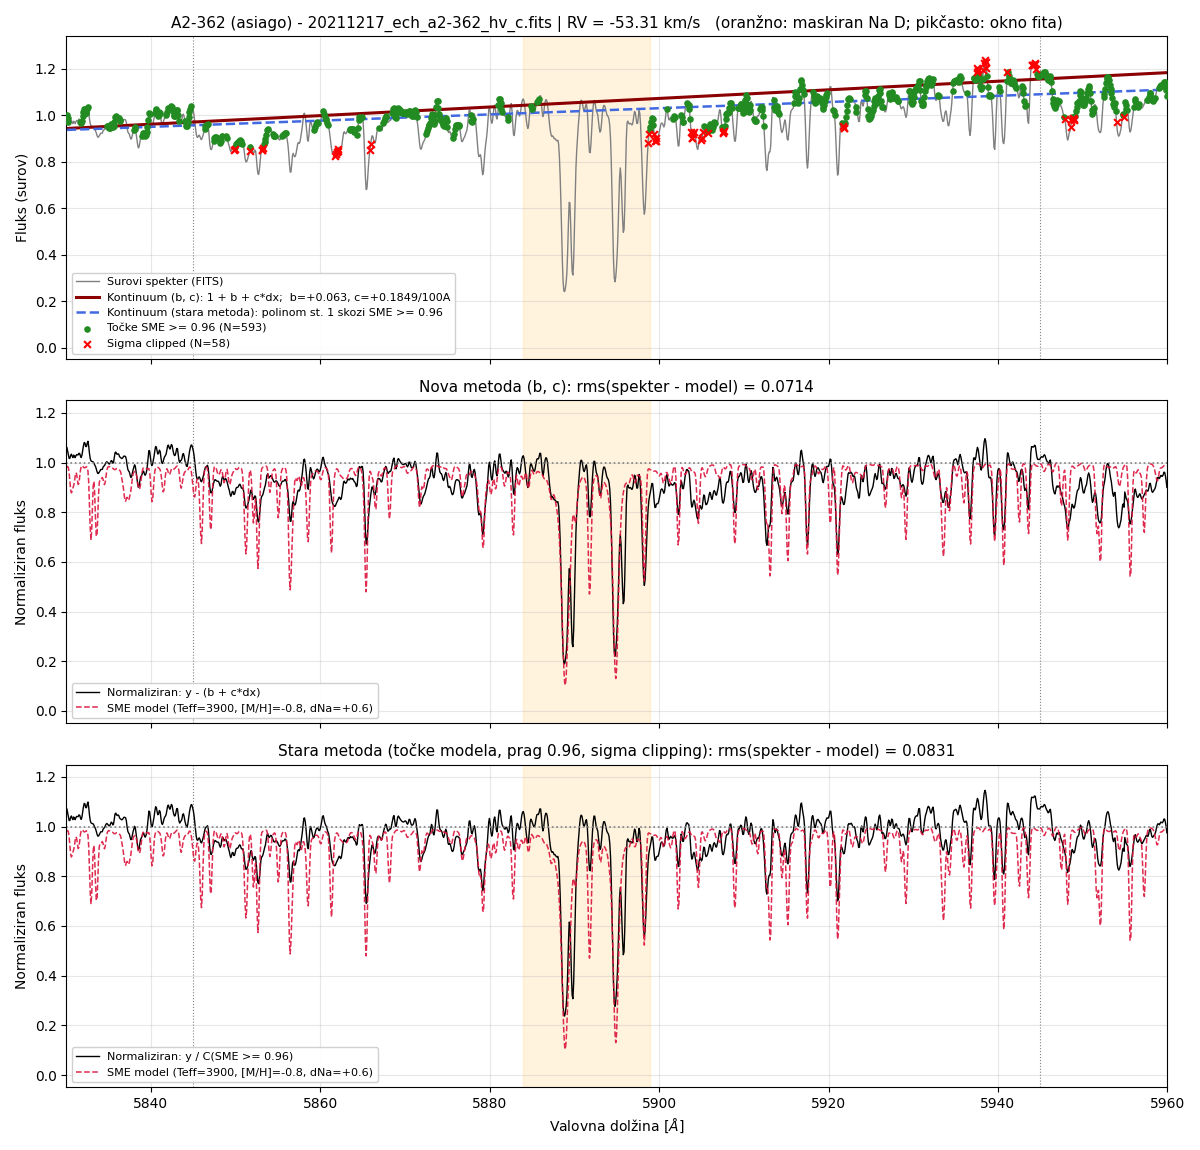 A2-362 (asiago) - 20211217_ech_a2-362_hv_c.fits | RV = -53.31 km/s   (oranžno: maskiran Na D; pikčasto: okno fita)
Fluks (surov)
1.2
1.0
0.8
0.6
0.4
0.2
0.0
Surovi spekter (FITS)
Kontinuum (b, c): 1 + b + c*dx;  b=+0.063, c=+0.1849/100A
Kontinuum (stara metoda): polinom st. 1 skozi SME >= 0.96
Točke SME >= 0.96 (N=593)
Sigma clipped (N=58)
Nova metoda (b, c): rms(spekter - model) = 0.0714
Normaliziran fluks
1.2
1.0
0.8
0.6
0.4
0.2
0.0
Normaliziran: y - (b + c*dx)
SME model (Teff=3900, [M/H]=-0.8, dNa=+0.6)
Stara metoda (točke modela, prag 0.96, sigma clipping): rms(spekter - model) = 0.0831
Normaliziran fluks
1.2
1.0
0.8
0.6
0.4
0.2
0.0
Normaliziran: y / C(SME >= 0.96)
SME model (Teff=3900, [M/H]=-0.8, dNa=+0.6)
5840 5860 5880 5900 5920 5940 5960
Valovna dolžina [Å]